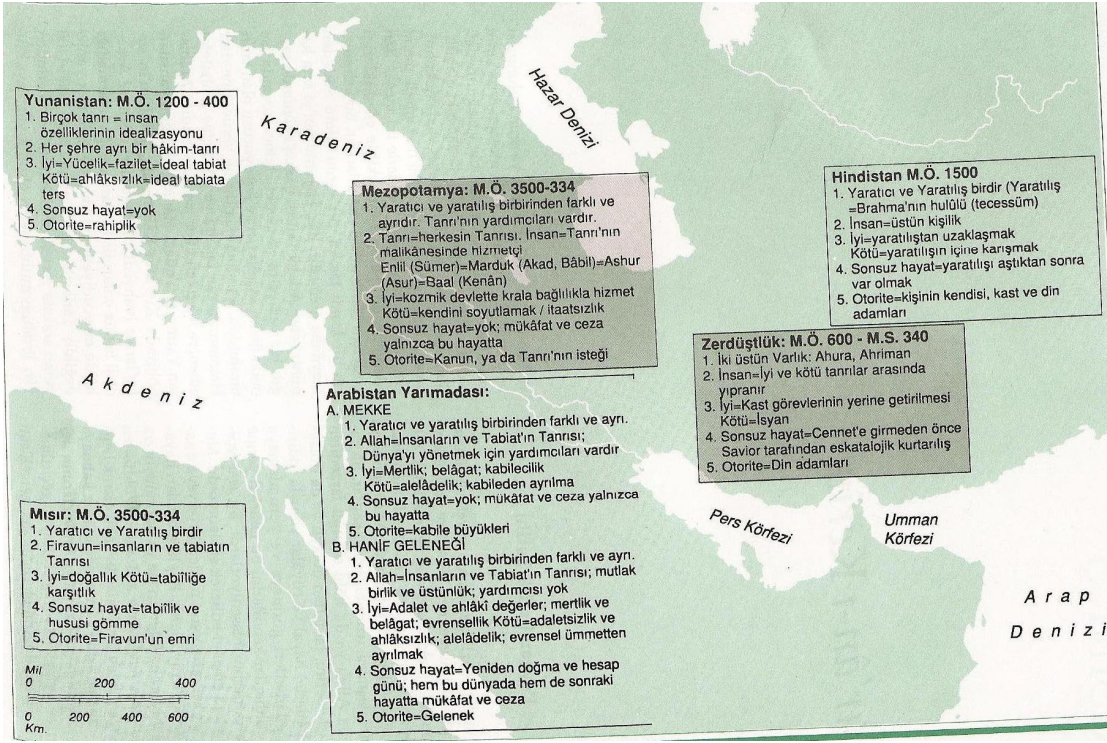 Yunanistan: M.Ö. 1200 - 400
1. Birçok tanrı = insan
özelliklerinin idealizasyonu
2. Her şehre ayrı bir hâkim-tanrı
3. İyi=Yücelik=fazilet=ideal tabiat
Kötü=ahlâksızlık=ideal tabiata
ters
4. Sonsuz hayat=yok
5. Otorite=rahiplik
Karadeniz
Hazar Denizi
Mezopotamya: M.Ö. 3500-334
1. Yaratıcı ve yaratılış birbirinden farklı ve
ayrıdır. Tanrı'nın yardımcıları vardır.
2. Tanrı=herkesin Tanrısı. İnsan=Tanrı'nın
malikânesinde hizmetçi
Enlil (Sümer)=Marduk (Akad, Bâbil)=Ashur
(Asur)=Baal (Kenân)
3. İyi=kozmik devlette krala bağlılıkla hizmet
Kötü=kendini soyutlamak / itaatsızlık
4. Sonsuz hayat=yok; mükâfat ve ceza
yalnızca bu hayatta
5. Otorite=Kanun, ya da Tanrı'nın isteği
Hindistan M.Ö. 1500
1. Yaratıcı ve Yaratılış birdir (Yaratılış
=Brahma'nın hulûlü (tecessüm)
2. İnsan=üstün kişilik
3. İyi=yaratılıştan uzaklaşmak
Kötü=yaratılışın içine karışmak
4. Sonsuz hayat=yaratılışı aştıktan sonra
var olmak
5. Otorite=kişinin kendisi, kast ve din
adamları
Zerdüştlük: M.Ö. 600 - M.S. 340
1. İki üstün Varlık: Ahura, Ahriman
2. İnsan=İyi ve kötü tanrılar arasında
yıpranır
3. İyi=Kast görevlerinin yerine getirilmesi
Kötü=İsyan
4. Sonsuz hayat=Cennet'e girmeden önce
Savior tarafından eskatalojik kurtarılış
5. Otorite=Din adamları
Akdeniz
Arabistan Yarımadası:
A. MEKKE
1. Yaratıcı ve yaratılış birbirinden farklı ve ayrı.
2. Allah=İnsanların ve Tabiat'ın Tanrısı;
Dünya'yı yönetmek için yardımcıları vardır
3. İyi=Mertlik; belâgat; kabilecilik
Kötü=alelâdelik; kabileden ayrılma
4. Sonsuz hayat=yok; mükâfat ve ceza yalnızca
bu hayatta
5. Otorite=kabile büyükleri
B. HANİF GELENEĞİ
1. Yaratıcı ve yaratılış birbirinden farklı ve ayrı.
2. Allah=İnsanların ve Tabiat'ın Tanrısı; mutlak
birlik ve üstünlük; yardımcısı yok
3. İyi=Adalet ve ahlâkî değerler; mertlik ve
belâgat; evrensellik Kötü=adaletsizlik ve
ahlâksızlık; alelâdelik; evrensel ümmetten
ayrılmak
4. Sonsuz hayat=Yeniden doğma ve hesap
günü; hem bu dünyada hem de sonraki
hayatta mükâfat ve ceza
5. Otorite=Gelenek
Mısır: M.Ö. 3500-334
1. Yaratıcı ve Yaratılış birdir
2. Firavun=insanların ve tabiatın
Tanrısı
3. İyi=doğallık Kötü=tabiîliğe
karşıtlık
4. Sonsuz hayat=tabiîlik ve
hususi gömme
5. Otorite=Firavun'un emri
Pers Körfezi
Umman
Körfezi
Arap
Denizi
Mil
0 200 400
0 200 400 600
Km.